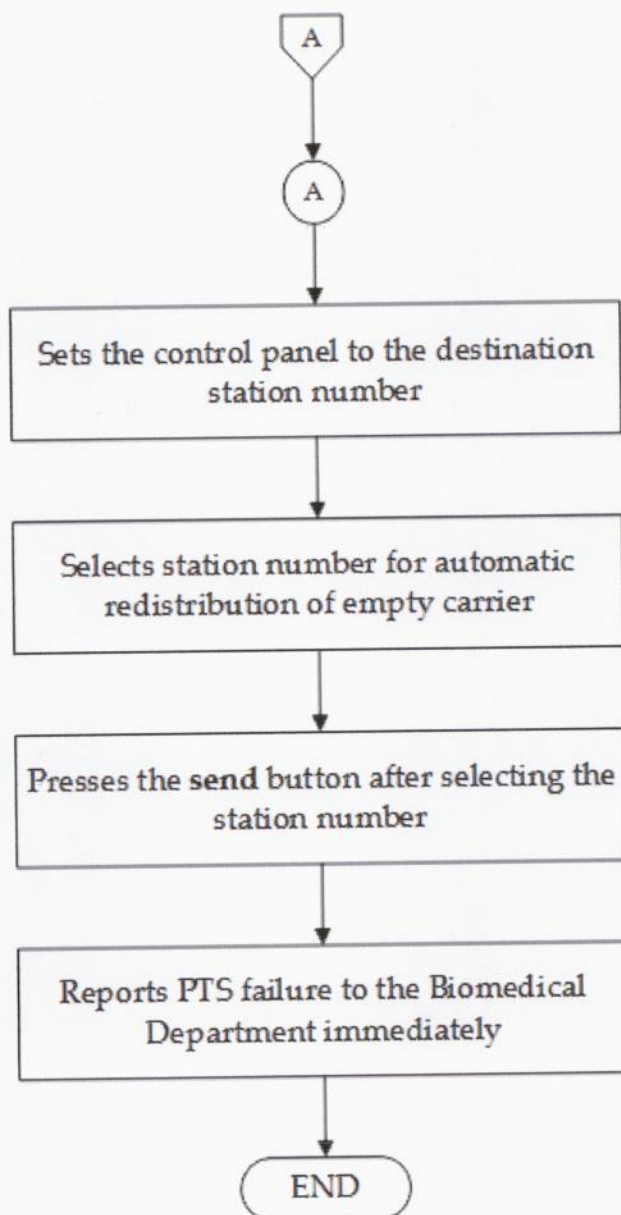 A
A
Sets the control panel to the destination
station number
Selects station number for automatic
redistribution of empty carrier
Presses the send button after selecting the
station number
Reports PTS failure to the Biomedical
Department immediately
END